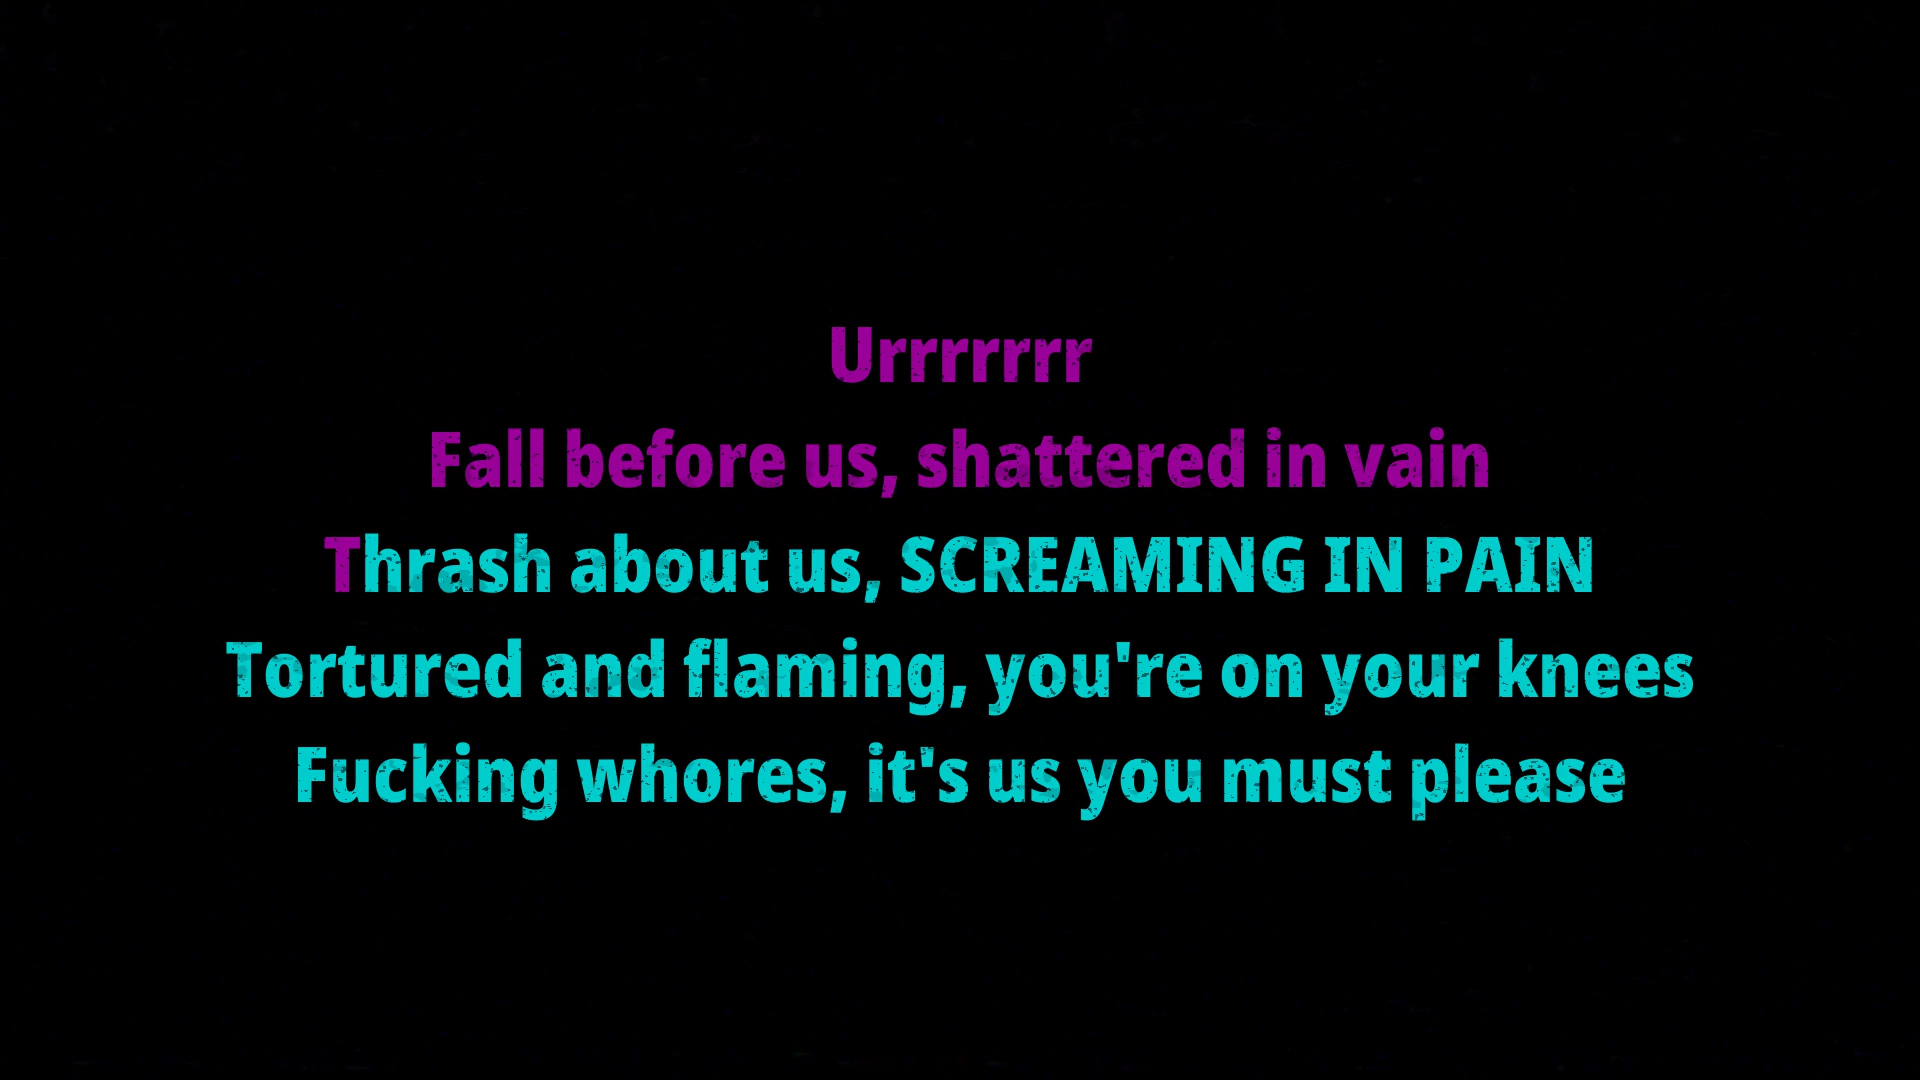 Urrrrrrr
Fall before us, shattered in vain
Thrash about us, SCREAMING IN PAIN
Tortured and flaming, you're on your knees
Fucking whores, it's us you must please